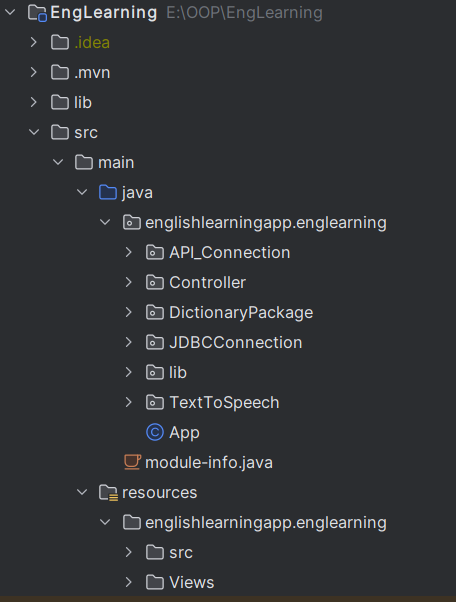 EngLearning E:\OOP\EngLearning
.idea
.mvn
lib
src
main
java
englishlearningapp.englearning
API_Connection
Controller
DictionaryPackage
JDBCConnection
lib
TextToSpeech
C App
module-info.java
resources
englishlearningapp.englearning
src
Views